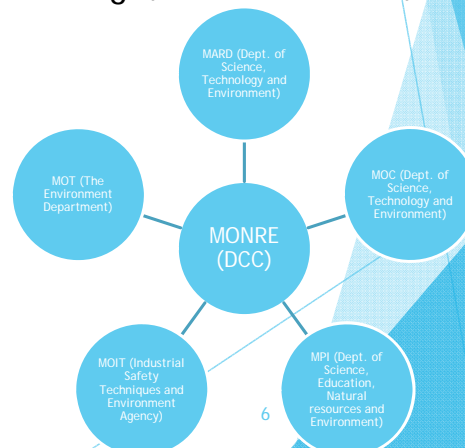 MARD (Dept. of
Science,
Technology and
Environment)
MOT (The
Environment
Department)
MOC (Dept. of
Science,
Technology and
Environment)
MONRE
(DCC)
MOIT (Industrial
Safety
Techniques and
Environment
Agency)
MPI (Dept. of
Science,
Education,
Natural
resources and
Environment)
6